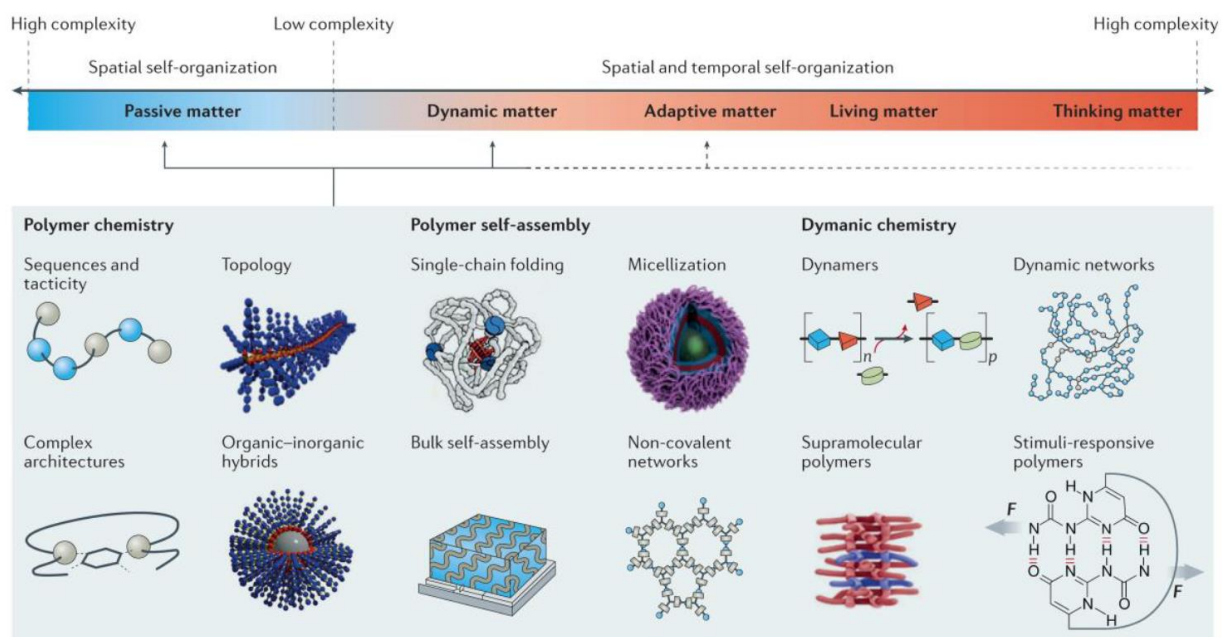 High complexity
Low complexity
High complexity
Spatial self-organization
Spatial and temporal self-organization
Passive matter
Dynamic matter
Adaptive matter
Living matter
Thinking matter
Polymer chemistry
Polymer self-assembly
Dymanic chemistry
Sequences and
tacticity
Topology
Single-chain folding
Micellization
Dynamers
Dynamic networks
n
p
Complex
architectures
Organic–inorganic
hybrids
Bulk self-assembly
Non-covalent
networks
Supramolecular
polymers
Stimuli-responsive
polymers
H
N
O
F
N
N
N
O
H
H
H
H
O
N
H
N
N
N
O
H
F